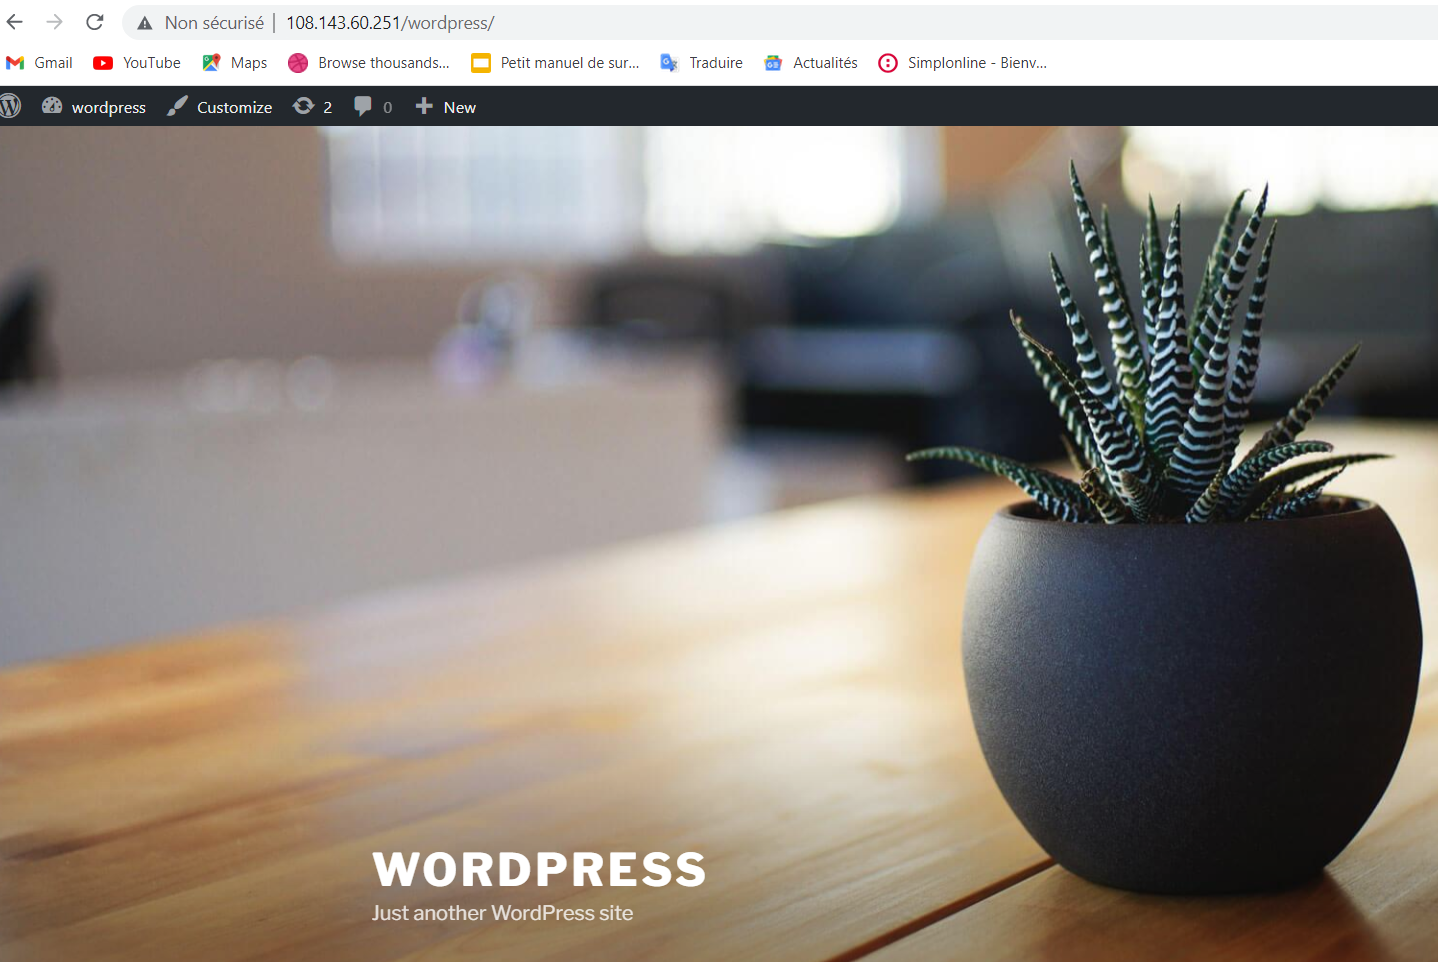 Non sécurisé | 108.143.60.251/wordpress/
Gmail YouTube Maps Browse thousands... Petit manuel de sur... Traduire Actualités Simplonline - Bienv...
wordpress Customize 2 0 New
WORDPRESS
Just another WordPress site